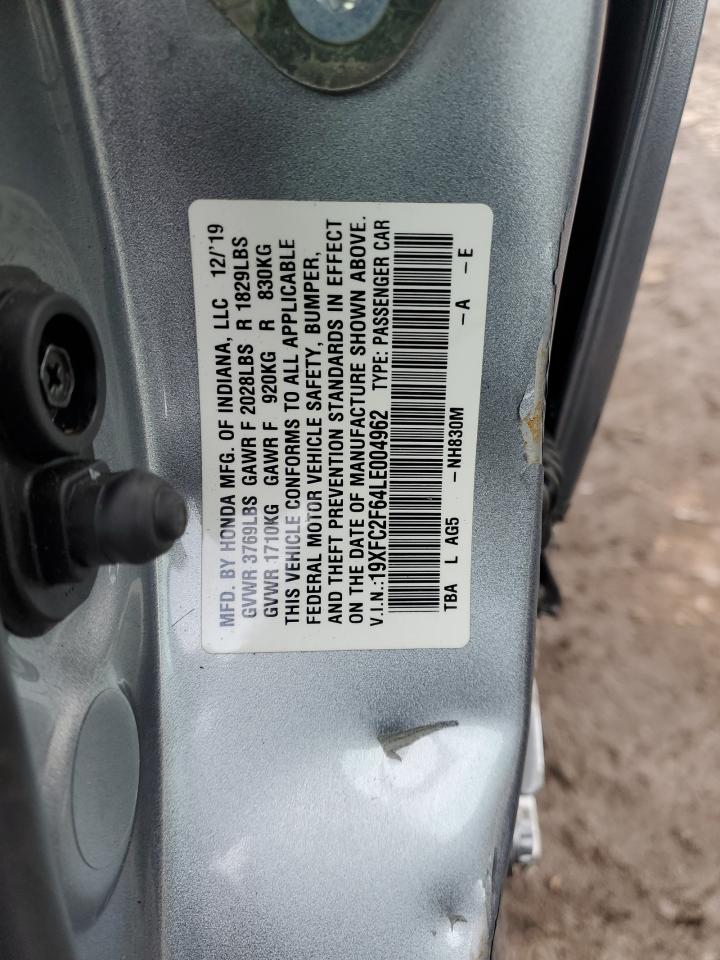 MFD. BY HONDA MFG. OF INDIANA, LLC 12/'19
GVWR 3769LBS GAWR F 2028LBS R 1829LBS
GVWR 1710KG GAWR F 920KG R 830KG
THIS VEHICLE CONFORMS TO ALL APPLICABLE
FEDERAL MOTOR VEHICLE SAFETY, BUMPER,
AND THEFT PREVENTION STANDARDS IN EFFECT
ON THE DATE OF MANUFACTURE SHOWN ABOVE.
V.I.N.:19XFC2F64LE004962 TYPE: PASSENGER CAR
TBA L AG5 -NH830M -A -E